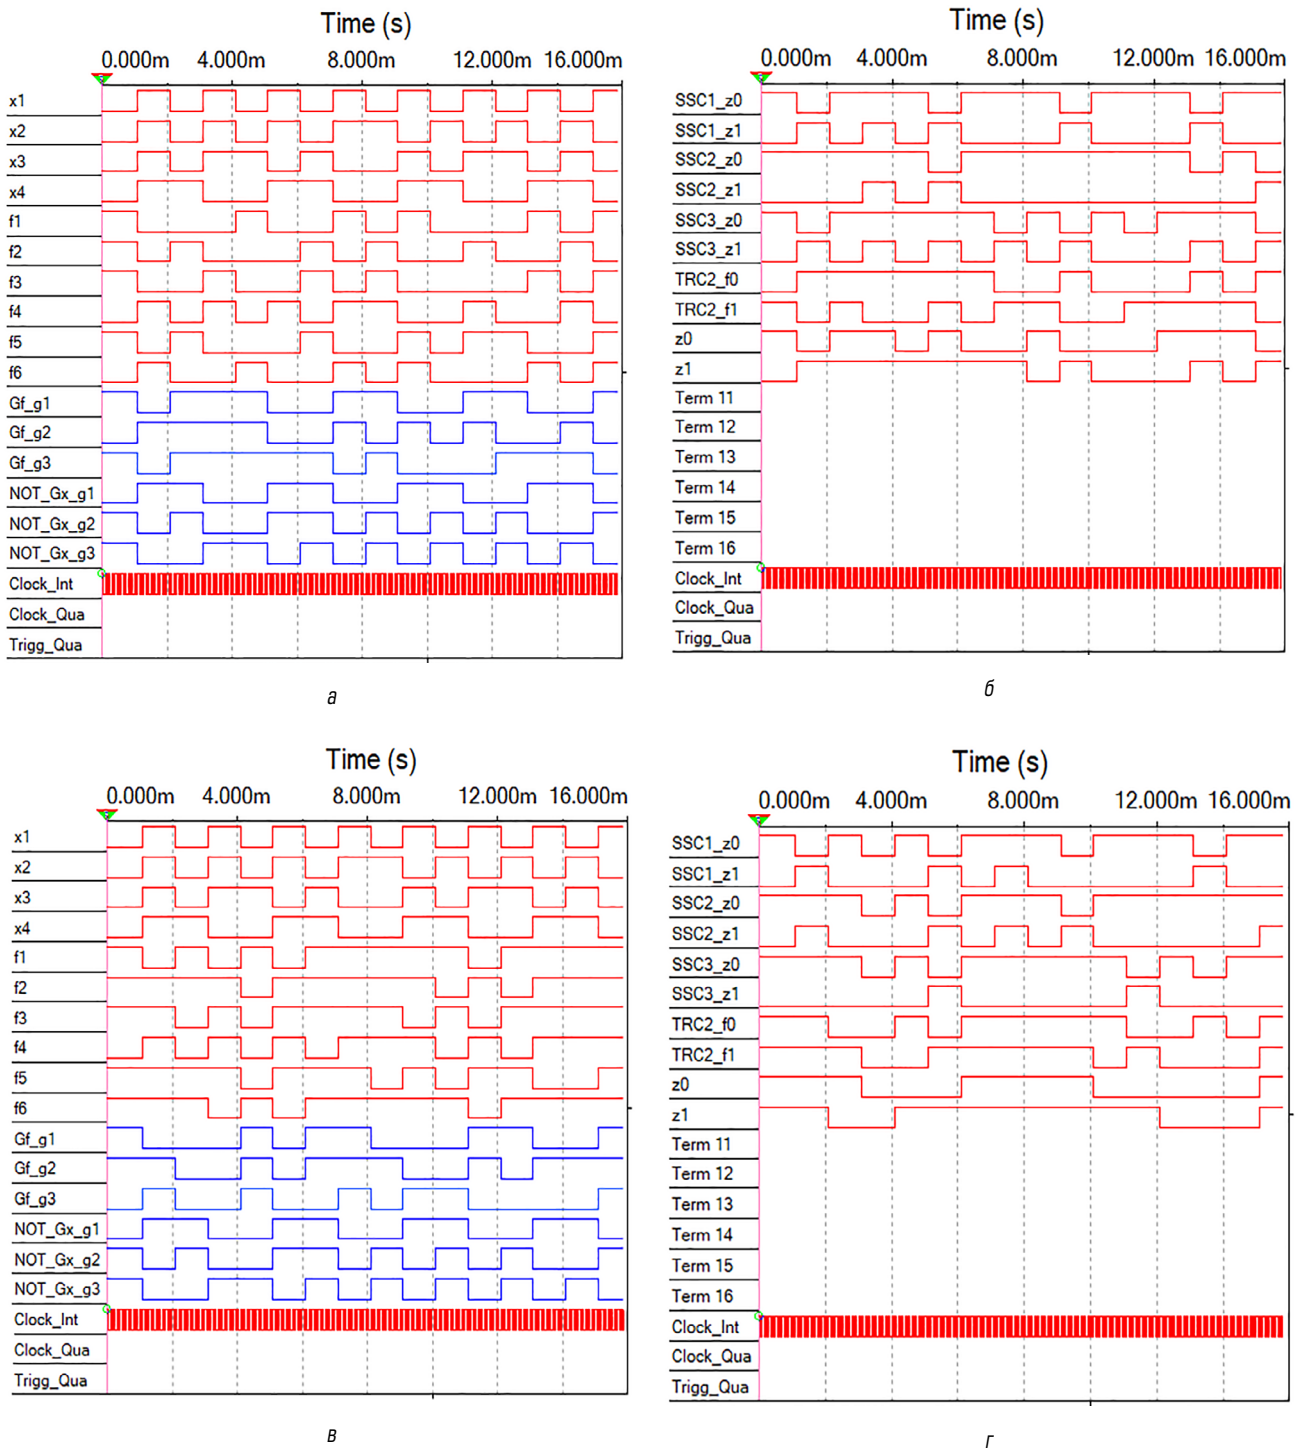 Time (s)
0.000m 4.000m 8.000m 12.000m 16.000m
x1
x2
x3
x4
f1
f2
f3
f4
f5
f6
Gf_g1
Gf_g2
Gf_g3
NOT_Gx_g1
NOT_Gx_g2
NOT_Gx_g3
Clock_Int
Clock_Qua
Trigg_Qua
а
Time (s)
0.000m 4.000m 8.000m 12.000m 16.000m
SSC1_z0
SSC1_z1
SSC2_z0
SSC2_z1
SSC3_z0
SSC3_z1
TRC2_f0
TRC2_f1
z0
z1
Term 11
Term 12
Term 13
Term 14
Term 15
Term 16
Clock_Int
Clock_Qua
Trigg_Qua
б
Time (s)
0.000m 4.000m 8.000m 12.000m 16.000m
x1
x2
x3
x4
f1
f2
f3
f4
f5
f6
Gf_g1
Gf_g2
Gf_g3
NOT_Gx_g1
NOT_Gx_g2
NOT_Gx_g3
Clock_Int
Clock_Qua
Trigg_Qua
в
Time (s)
0.000m 4.000m 8.000m 12.000m 16.000m
SSC1_z0
SSC1_z1
SSC2_z0
SSC2_z1
SSC3_z0
SSC3_z1
TRC2_f0
TRC2_f1
z0
z1
Term 11
Term 12
Term 13
Term 14
Term 15
Term 16
Clock_Int
Clock_Qua
Trigg_Qua
г